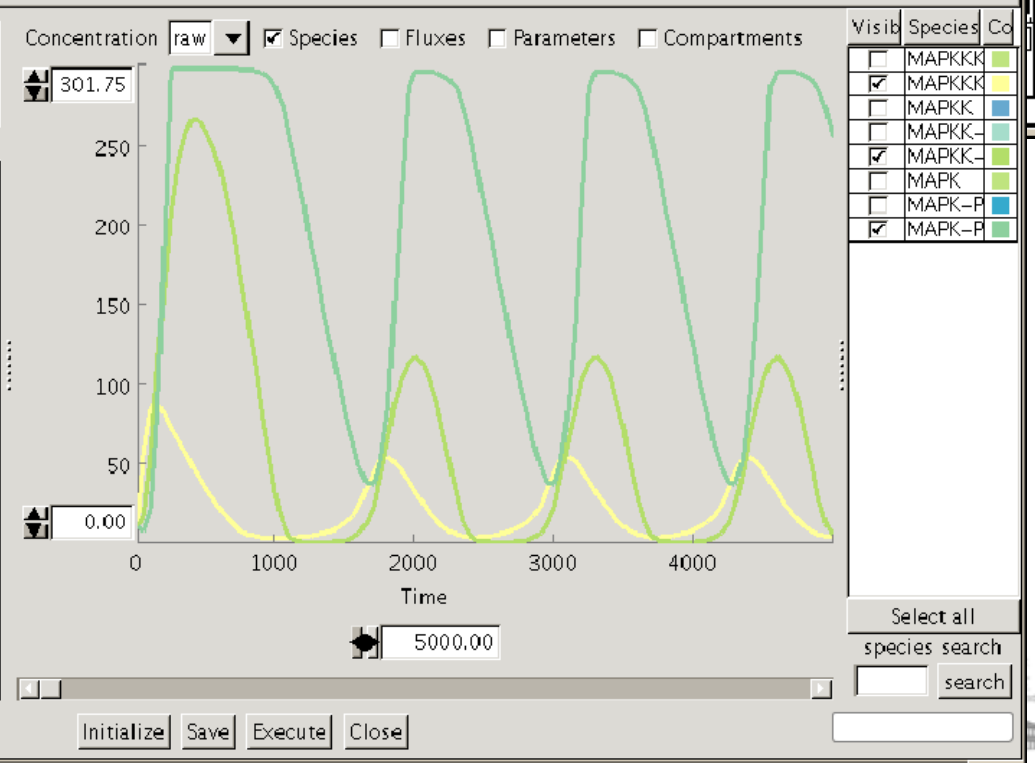 Concentration raw Species Fluxes Parameters Compartments
Visib Species Co
301.75
250
200
150
100
50
0.00
0 1000 2000 3000 4000
Time
5000.00
MAPKKK
MAPKKK
MAPKK
MAPKK-
MAPKK-
MAPK
MAPK-P
MAPK-P
Select all
species search
search
Initialize Save Execute Close